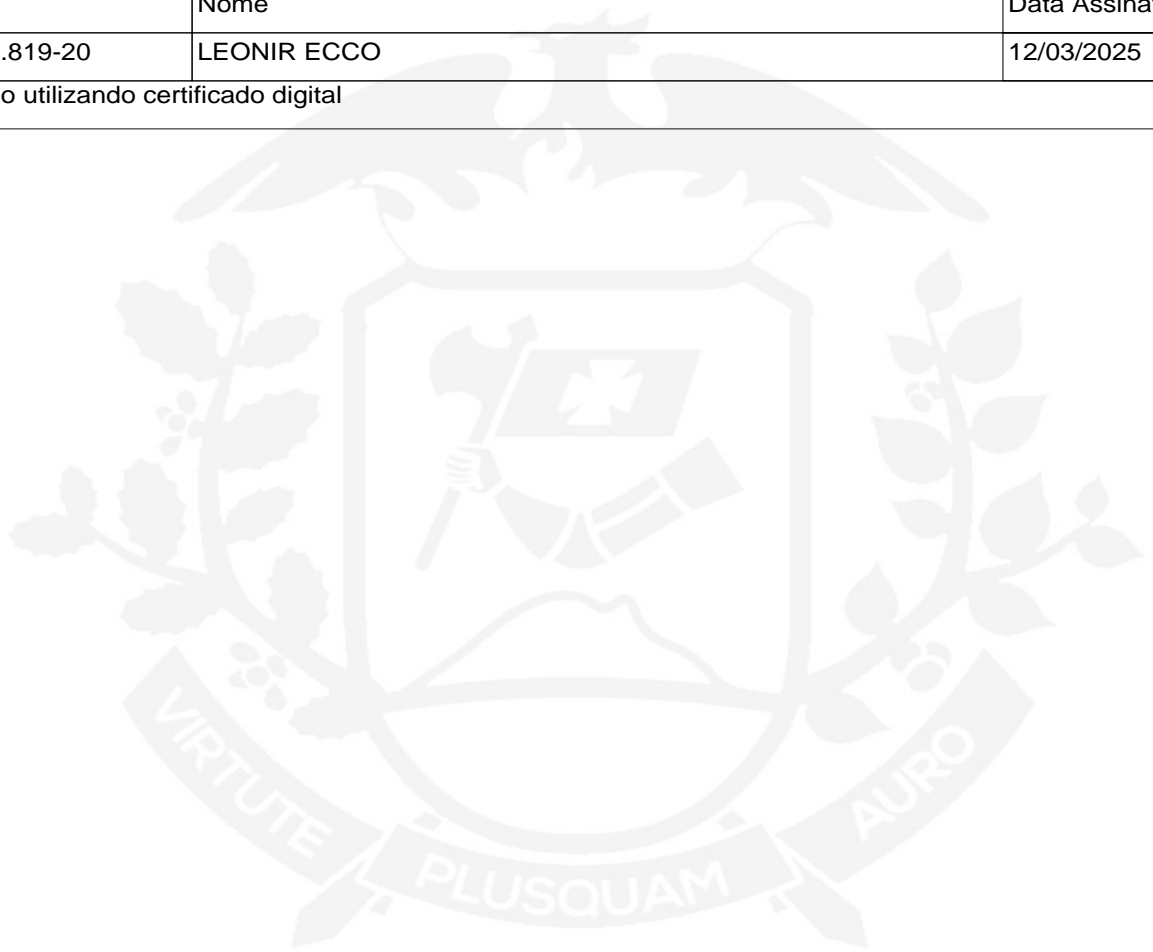 Nome Data Assina
.819-20 LEONIR ECCO 12/03/2025
o utilizando certificado digital
VIRTUTE PLUSQUAM AURO